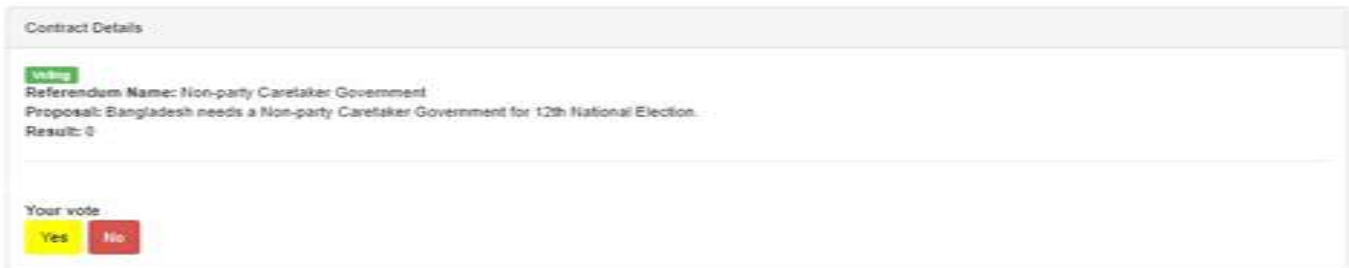 Contract Details
Voting
Referendum Name: Non-party Caretaker Government
Proposal: Bangladesh needs a Non-party Caretaker Government for 12th National Election.
Result: 0
Your vote
Yes No